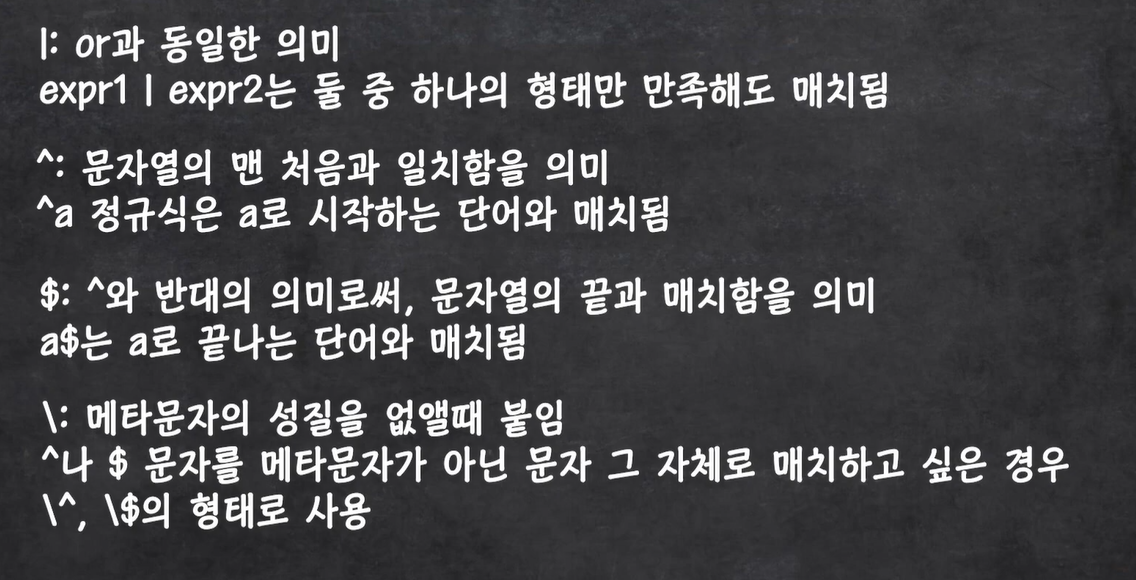 |: or과 동일한 의미
expr1 | expr2는 둘 중 하나의 형태만 만족해도 매치됨
^: 문자열의 맨 처음과 일치함을 의미
^a 정규식은 a로 시작하는 단어와 매치됨
$: ^와 반대의 의미로써, 문자열의 끝과 매치함을 의미
a$는 a로 끝나는 단어와 매치됨
\: 메타문자의 성질을 없앨때 붙임
^나 $ 문자를 메타문자가 아닌 문자 그 자체로 매치하고 싶은 경우
\^, \$의 형태로 사용